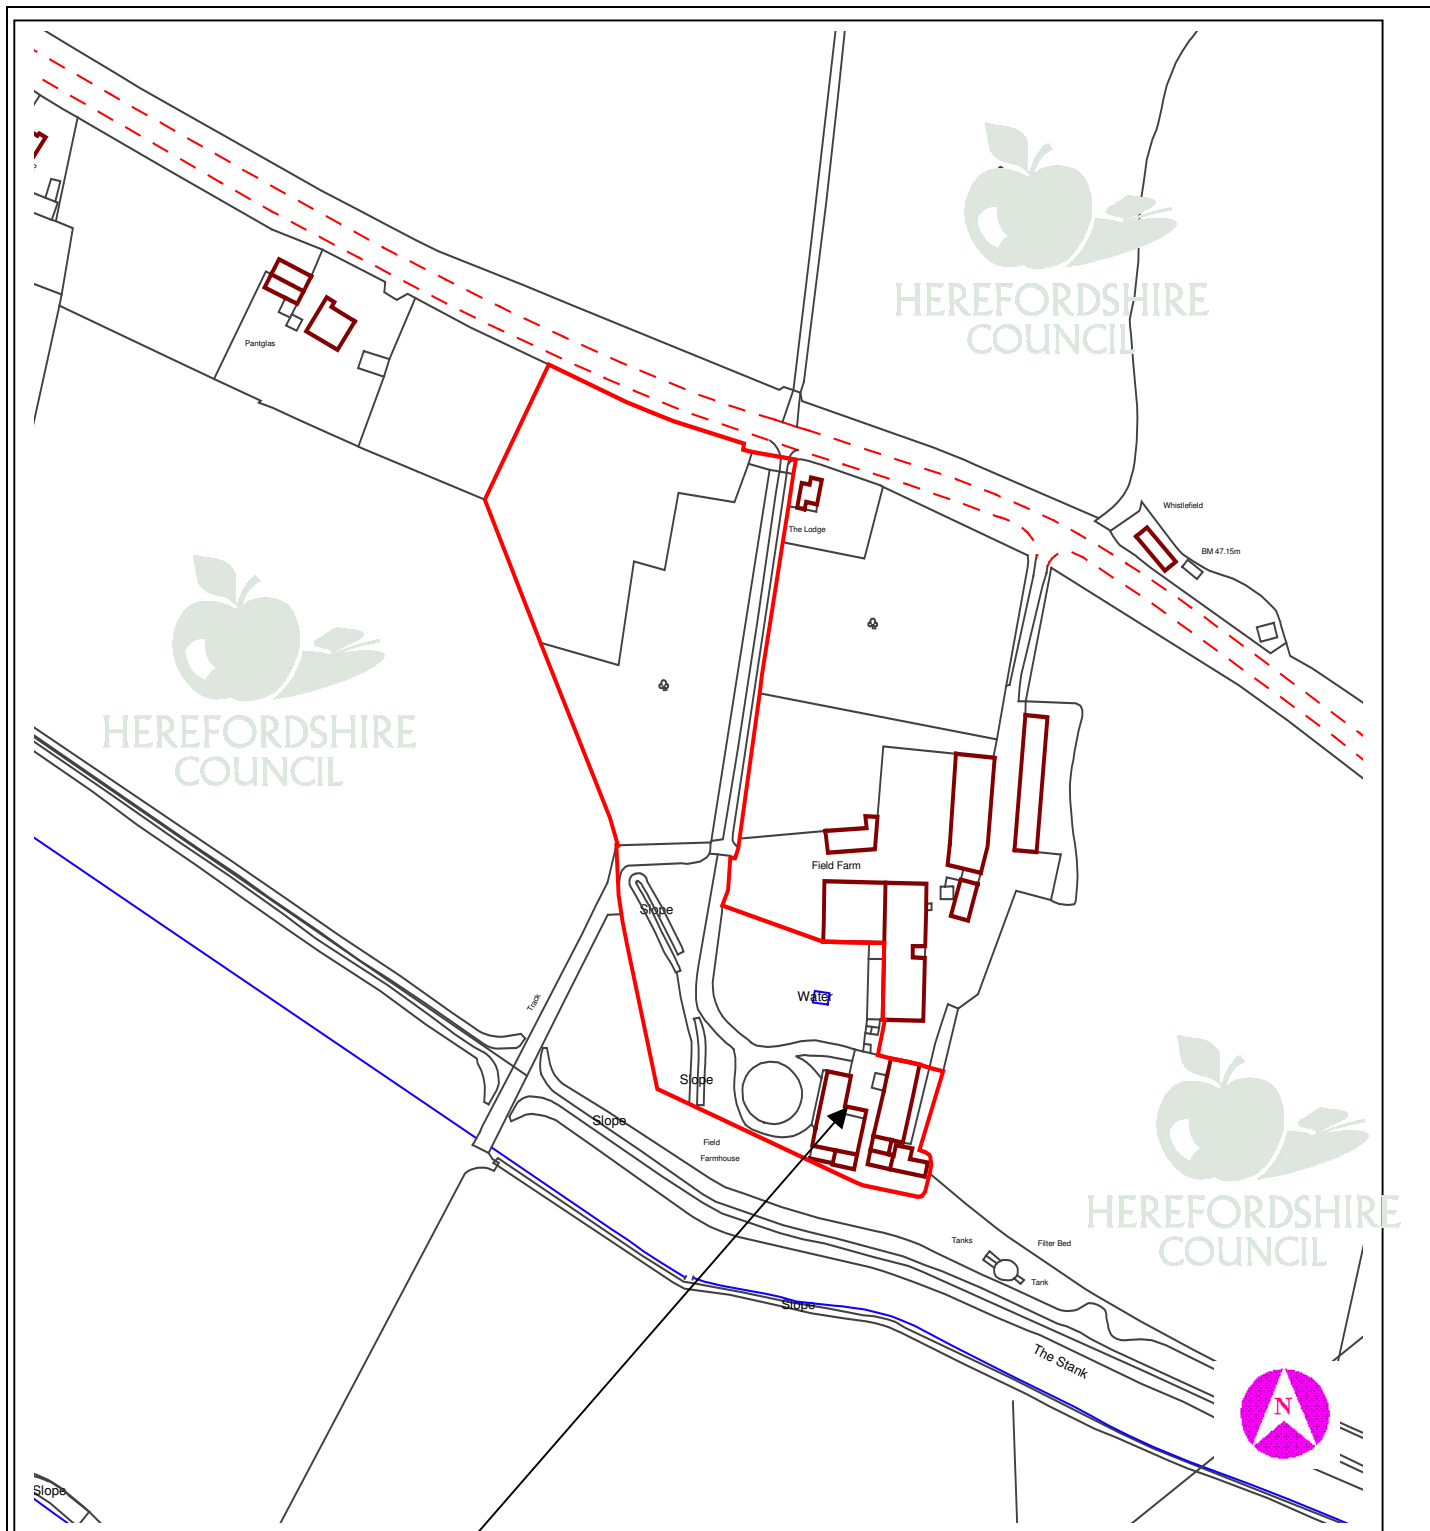 HEREFORDSHIRE
COUNCIL
Pantglas
Whistlefield
BM 47.15m
The Lodge
HEREFORDSHIRE
COUNCIL
Field Farm
Slope
Water
Track
Slope
Slope
Field
Farmhouse
HEREFORDSHIRE
COUNCIL
Tanks
Filter Bed
Tank
Slope
The Stank
N
Slope